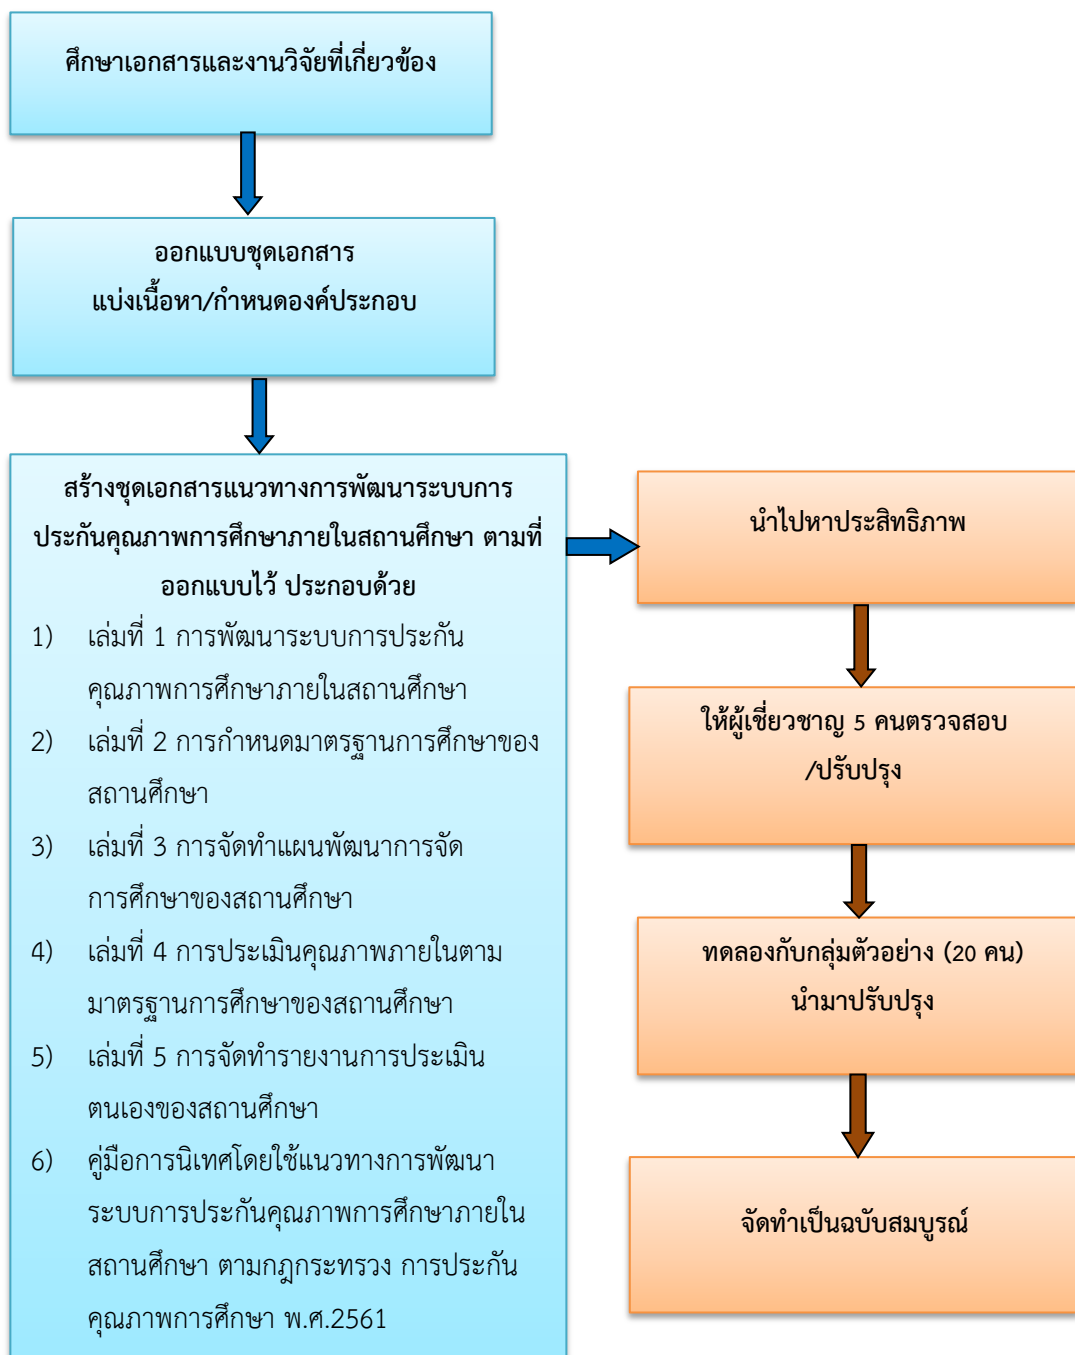 ศึกษาเอกสารและงานวิจัยที่เกี่ยวข้อง
ออกแบบชุดเอกสาร
แบ่งเนื้อหา/กำหนดองค์ประกอบ
สร้างชุดเอกสารแนวทางการพัฒนาระบบการ
ประกันคุณภาพการศึกษาภายในสถานศึกษา ตามที่
ออกแบบไว้ ประกอบด้วย
1) เล่มที่ 1 การพัฒนาระบบการประกัน
คุณภาพการศึกษาภายในสถานศึกษา
2) เล่มที่ 2 การกำหนดมาตรฐานการศึกษาของ
สถานศึกษา
3) เล่มที่ 3 การจัดทำแผนพัฒนาการจัด
การศึกษาของสถานศึกษา
4) เล่มที่ 4 การประเมินคุณภาพภายในตาม
มาตรฐานการศึกษาของสถานศึกษา
5) เล่มที่ 5 การจัดทำรายงานการประเมิน
ตนเองของสถานศึกษา
6) คู่มือการนิเทศโดยใช้แนวทางการพัฒนา
ระบบการประกันคุณภาพการศึกษาภายใน
สถานศึกษา ตามกฎกระทรวง การประกัน
คุณภาพการศึกษา พ.ศ.2561
นำไปหาประสิทธิภาพ
ให้ผู้เชี่ยวชาญ 5 คนตรวจสอบ
/ปรับปรุง
ทดลองกับกลุ่มตัวอย่าง (20 คน)
นำมาปรับปรุง
จัดทำเป็นฉบับสมบูรณ์